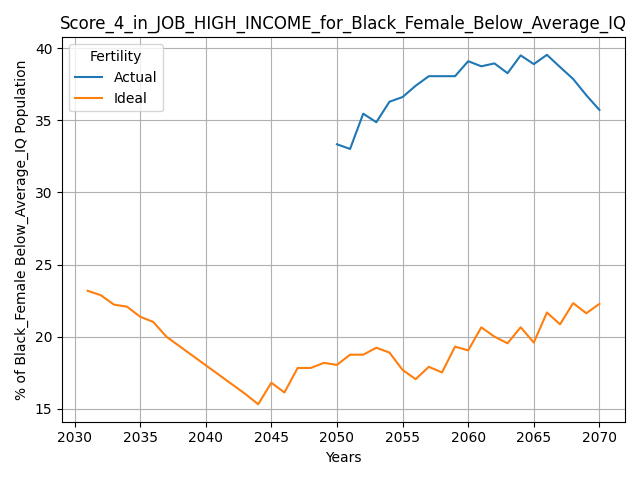 Score_4_in_JOB_HIGH_INCOME_for_Black_Female_Below_Average_IQ
Fertility
Actual
Ideal
% of Black_Female Below_Average_IQ Population
40
35
30
25
20
15
2030
2035
2040
2045
2050
2055
2060
2065
2070
Years